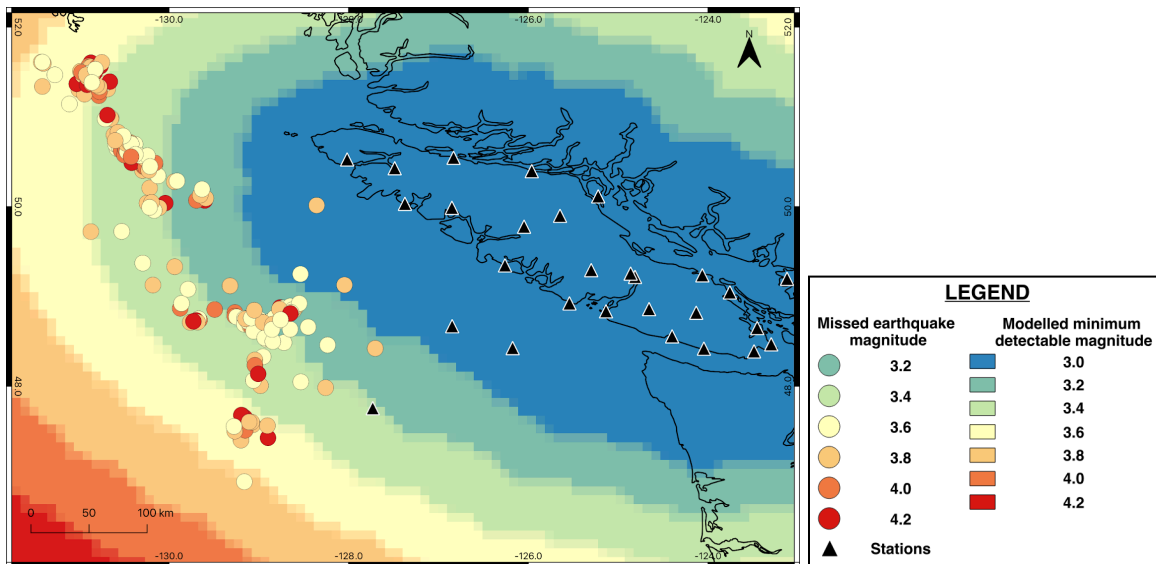 -130.0 -128.0 -126.0 -124.0
52.0 52.0
N
50.0 50.0
48.0 48.0
0 50 100 km
-130.0 -128.0 -126.0 -124.0
LEGEND
Missed earthquake magnitude
Modelled minimum detectable magnitude
3.2 3.0
3.4 3.2
3.6 3.4
3.8 3.6
4.0 3.8
4.2 4.0
Stations 4.2